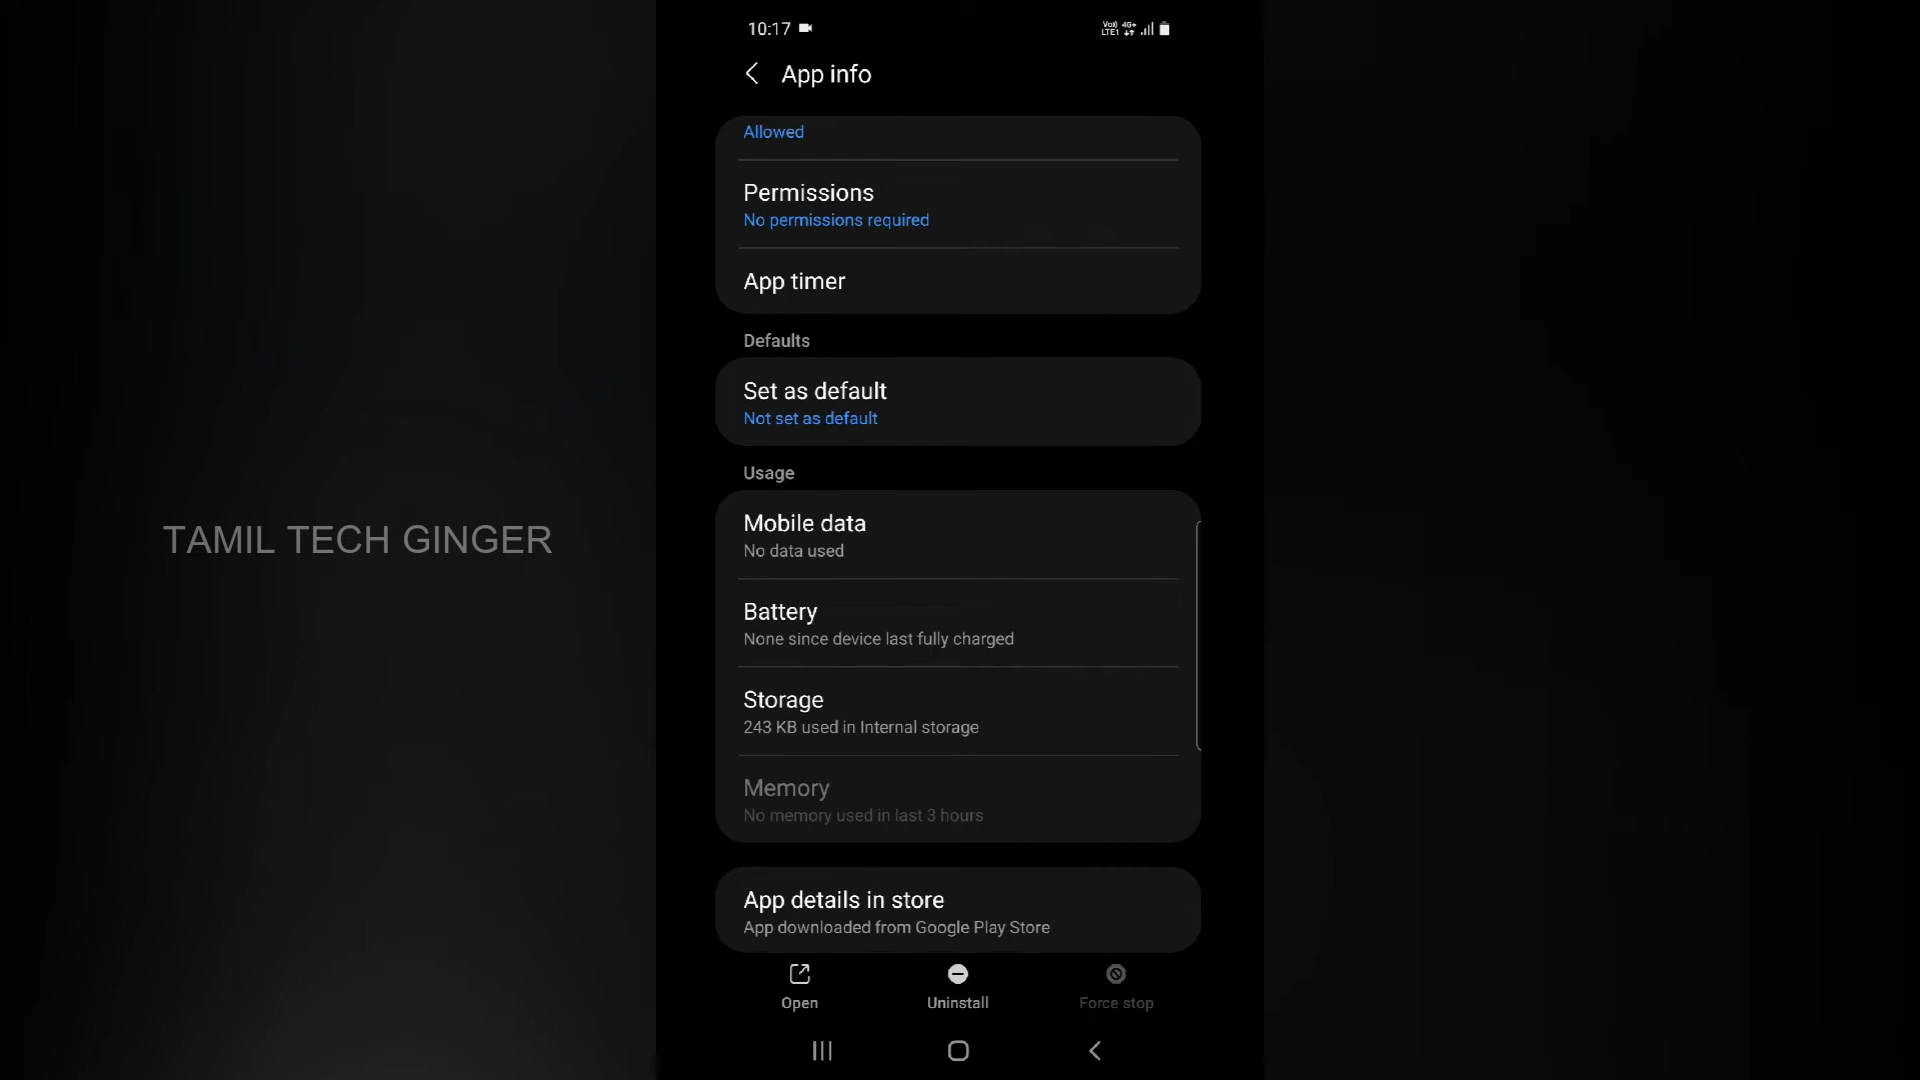 10:17
Vo)) 4G+
LTE1
App info
Allowed
Permissions
No permissions required
App timer
Defaults
Set as default
Not set as default
Usage
Mobile data
No data used
Battery
None since device last fully charged
Storage
243 KB used in Internal storage
Memory
No memory used in last 3 hours
App details in store
App downloaded from Google Play Store
Open
Uninstall
Force stop
TAMIL TECH GINGER